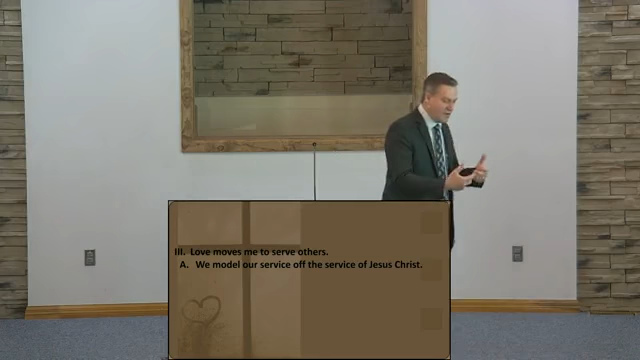 III. Love moves me to serve others.
A. We model our service off the service of Jesus Christ.